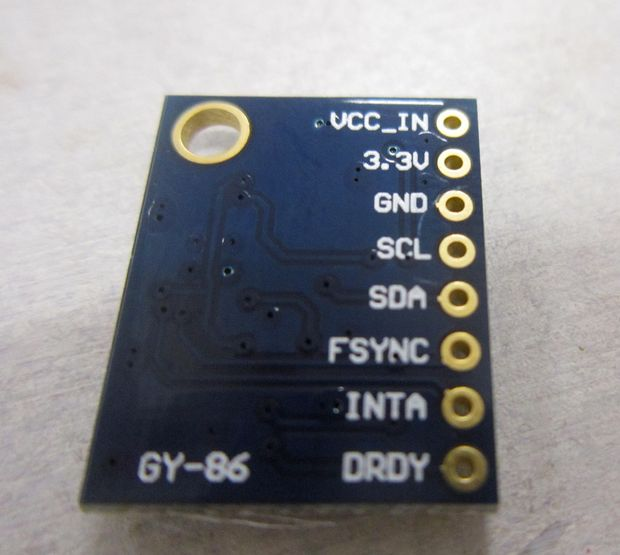 VCC_IN
3.3V
GND
SCL
SDA
FSYNC
INTA
GY-86 DRDY